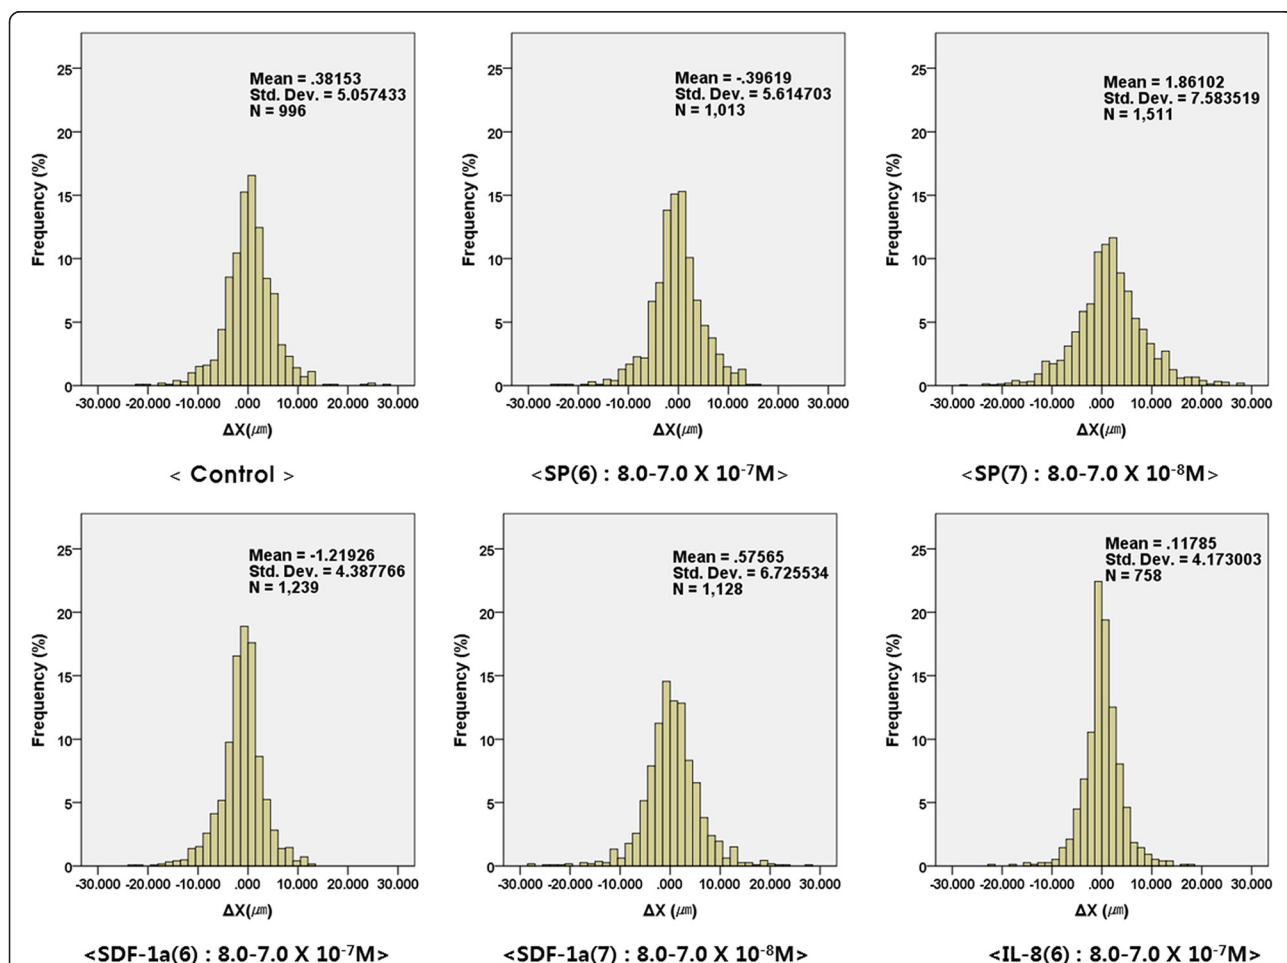 Mean = .38153
Std. Dev. = 5.057433
N = 996
Frequency (%)
25
20
15
10
5
0
-30.000 -20.000 -10.000 .000 10.000 20.000 30.000
ΔX(㎛)
< Control >
Mean = -.39619
Std. Dev. = 5.614703
N = 1,013
Frequency (%)
25
20
15
10
5
0
-30.000 -20.000 -10.000 .000 10.000 20.000 30.000
ΔX(㎛)
<SP(6) : 8.0-7.0 X 10⁻⁷M>
Mean = 1.86102
Std. Dev. = 7.583519
N = 1,511
Frequency (%)
25
20
15
10
5
0
-30.000 -20.000 -10.000 .000 10.000 20.000 30.000
ΔX(㎛)
<SP(7) : 8.0-7.0 X 10⁻⁸M>
Mean = -1.21926
Std. Dev. = 4.387766
N = 1,239
Frequency (%)
25
20
15
10
5
0
-30.000 -20.000 -10.000 .000 10.000 20.000 30.000
ΔX(㎛)
<SDF-1a(6) : 8.0-7.0 X 10⁻⁷M>
Mean = .57565
Std. Dev. = 6.725534
N = 1,128
Frequency (%)
25
20
15
10
5
0
-30.000 -20.000 -10.000 .000 10.000 20.000 30.000
ΔX (㎛)
<SDF-1a(7) : 8.0-7.0 X 10⁻⁸M>
Mean = .11785
Std. Dev. = 4.173003
N = 758
Frequency (%)
25
20
15
10
5
0
-30.000 -20.000 -10.000 .000 10.000 20.000 30.000
ΔX (㎛)
<IL-8(6) : 8.0-7.0 X 10⁻⁷M>